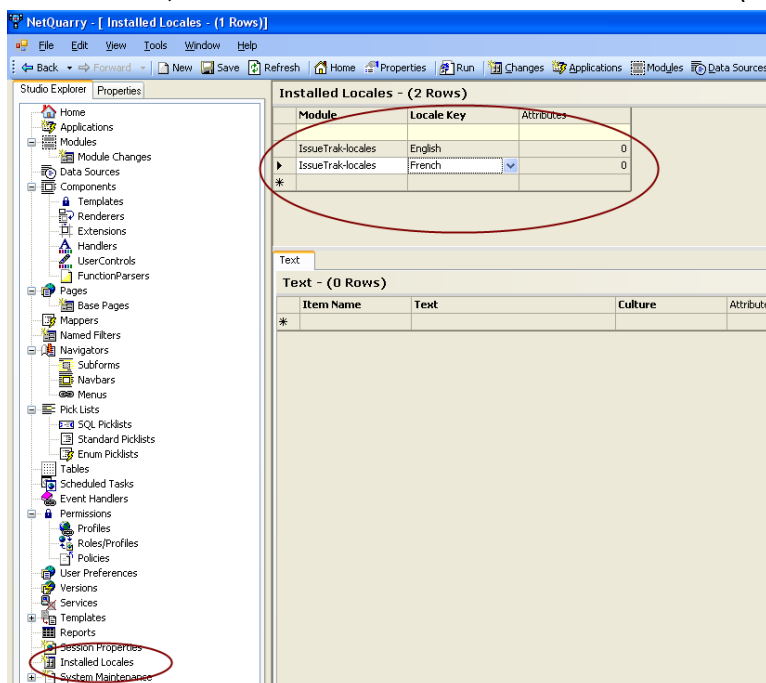 NetQuarry - [ Installed Locales - (1 Rows)]
File Edit View Tools Window Help
Back Forward New Save Refresh Home Properties Run Changes Applications Modules Data Sources
Studio Explorer Properties
Home
Applications
Modules
Module Changes
Data Sources
Components
Templates
Renderers
Extensions
Handlers
UserControls
FunctionParsers
Pages
Base Pages
Mappers
Named Filters
Navigators
Subforms
Navbars
Menus
Pick Lists
SQL Picklists
Standard Picklists
Enum Picklists
Tables
Scheduled Tasks
Event Handlers
Permissions
Profiles
Roles/Profiles
Policies
User Preferences
Versions
Services
Templates
Reports
Session Properties
Installed Locales
System Maintenance
Installed Locales - (2 Rows)
Module Locale Key Attributes
IssueTrak-locales English 0
IssueTrak-locales French 0
Text
Text - (0 Rows)
Item Name Text Culture Attribute